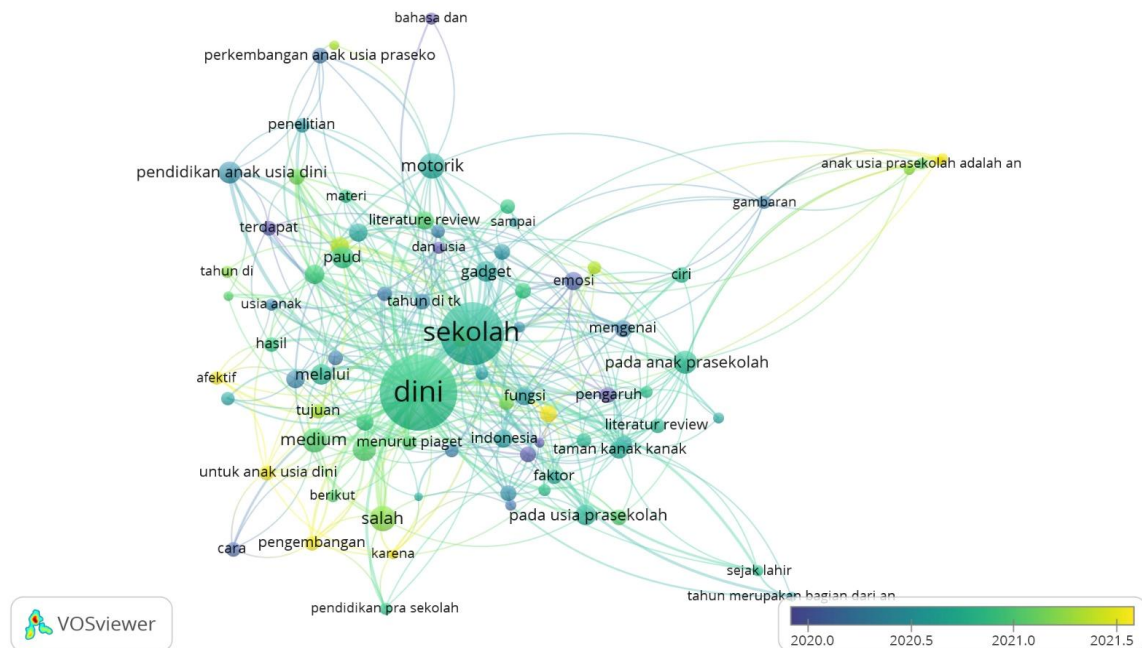 bahasa dan
perkembangan anak usia praseko
penelitian
motorik
anak usia prasekolah adalah an
pendidikan anak usia dini
materi
gambaran
literature review
sampai
terdapat
dan usia
paud
tahun di
gadget
emosi
ciri
usia anak
tahun di tk
sekolah
mengenai
hasil
pada anak prasekolah
afektif
melalui
dini
fungsi
pengaruh
tujuan
literatur review
medium
menurut piaget
indonesia
taman kanak kanak
untuk anak usia dini
faktor
berikut
salah
pada usia prasekolah
cara
pengembangan
karena
sejak lahir
tahun merupakan bagian dari an
pendidikan pra sekolah
VOSviewer
2020.0 2020.5 2021.0 2021.5